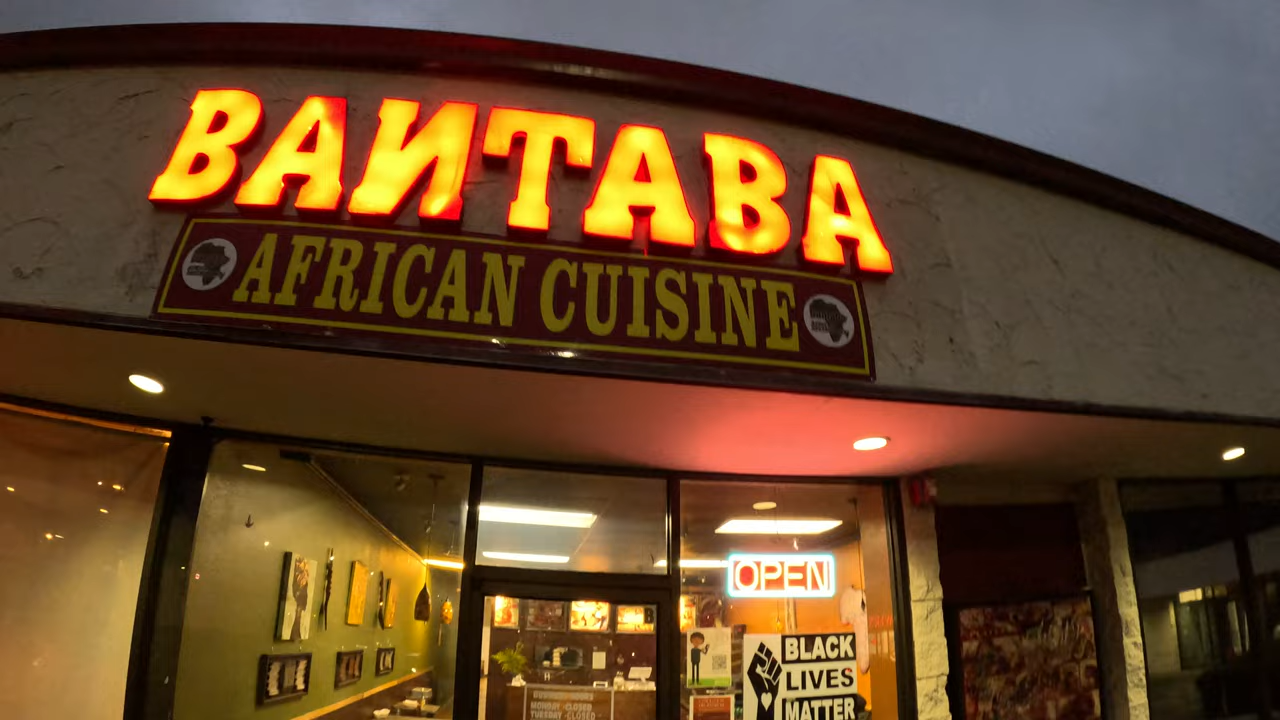 BAИTABA
AFRICAN CUISINE
OPEN
BLACK
LIVES
MATTER
MONDAY -CLOSED
TUESDAY -CLOSED